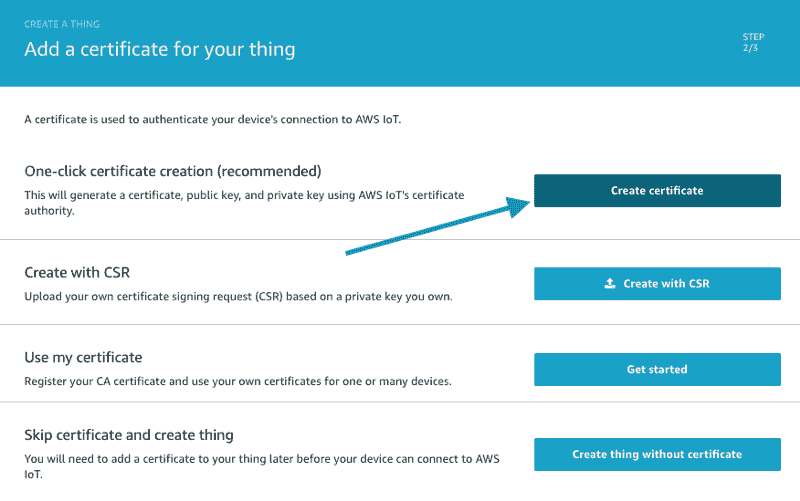 CREATE A THING
Add a certificate for your thing
STEP
2/3
A certificate is used to authenticate your device's connection to AWS IoT.
One-click certificate creation (recommended)
This will generate a certificate, public key, and private key using AWS IoT's certificate
authority.
Create certificate
Create with CSR
Upload your own certificate signing request (CSR) based on a private key you own.
Create with CSR
Use my certificate
Register your CA certificate and use your own certificates for one or many devices.
Get started
Skip certificate and create thing
You will need to add a certificate to your thing later before your device can connect to AWS
IoT.
Create thing without certificate